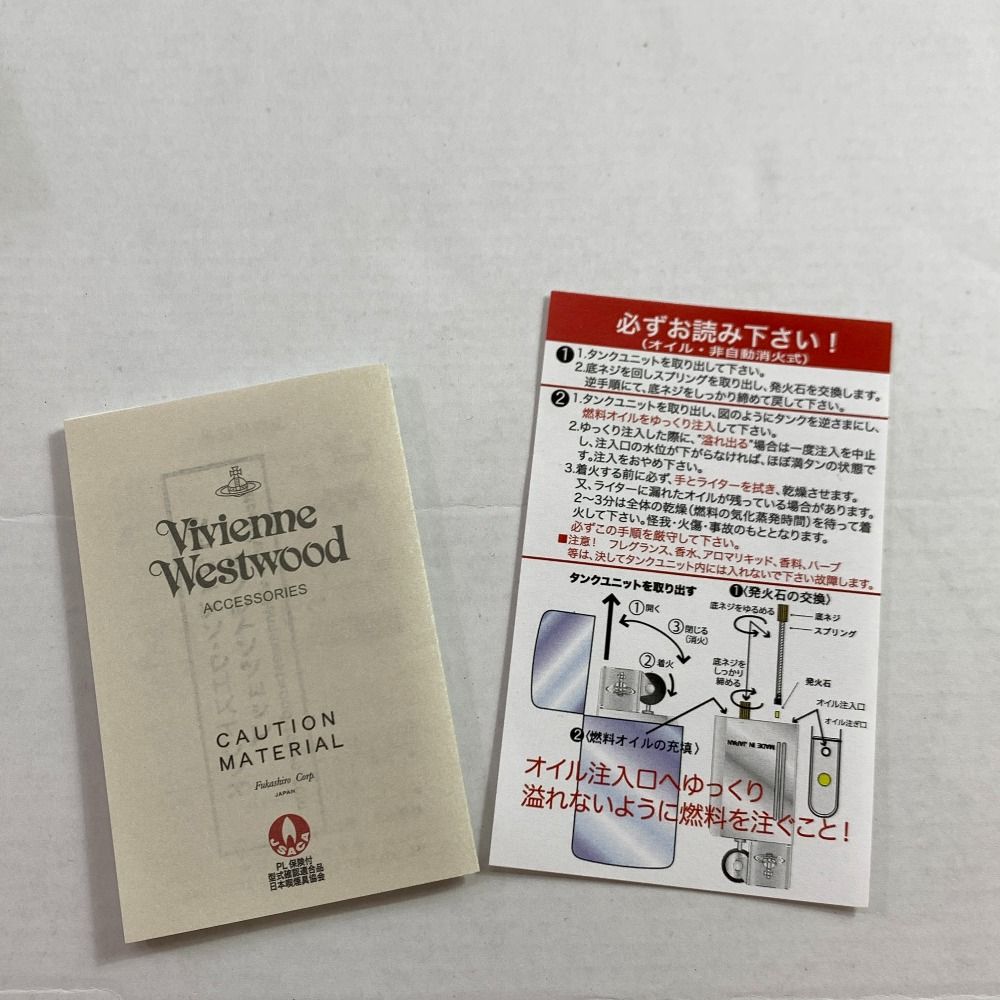 Vivienne
Westwood
ACCESSORIES
CAUTION
MATERIAL
Fukashiro Corp.
JAPAN
JSACA
PL保険付
型式確認適合品
日本喫煙具協会
必ずお読み下さい！
(オイル・非自動消火式)
❶ 1.タンクユニットを取り出して下さい。
2.底ネジを回しスプリングを取り出し、発火石を交換します。
逆手順にて、底ネジをしっかり締めて戻して下さい。
❷ 1.タンクユニットを取り出し、図のようにタンクを逆さまにし、
燃料オイルをゆっくり注入して下さい。
2.ゆっくり注入した際に、"溢れ出る"場合は一度注入を中止
し、注入口の水位が下がらなければ、ほぼ満タンの状態で
す。注入をおやめ下さい。
3.着火する前に必ず、手とライターを拭き、乾燥させます。
又、ライターに漏れたオイルが残っている場合があります。
2〜3分は全体の乾燥(燃料の気化蒸発時間)を待って着
火して下さい。怪我・火傷・事故のもととなります。
必ずこの手順を厳守して下さい。
■注意！ フレグランス、香水、アロマリキッド、香料、ハーブ
等は、決してタンクユニット内には入れないで下さい故障します。
タンクユニットを取り出す
①開く
③閉じる
(消火)
②着火
❶〈発火石の交換〉
底ネジをゆるめる
底ネジ
スプリング
底ネジを
しっかり
締める
発火石
オイル注入口
オイル注ぎ口
MADE IN JAPAN
❷〈燃料オイルの充填〉
オイル注入口へゆっくり
溢れないように燃料を注ぐこと！